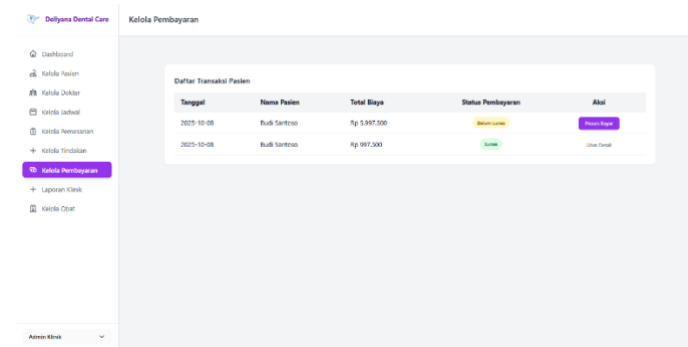 Deliyana Dental Care
Kelola Pembayaran
Dashboard
Kelola Pasien
Kelola Dokter
Kelola Jadwal
Kelola Pemesanan
Kelola Tindakan
Kelola Pembayaran
Laporan Klinik
Kelola Obat
Daftar Transaksi Pasien
Tanggal Nama Pasien Total Biaya Status Pembayaran Aksi
2025-10-08 Budi Santoso Rp 5.997.500 Belum Lunas Proses Bayar
2025-10-08 Budi Santoso Rp 997.500 Lunas Lihat Detail
Admin Klinik